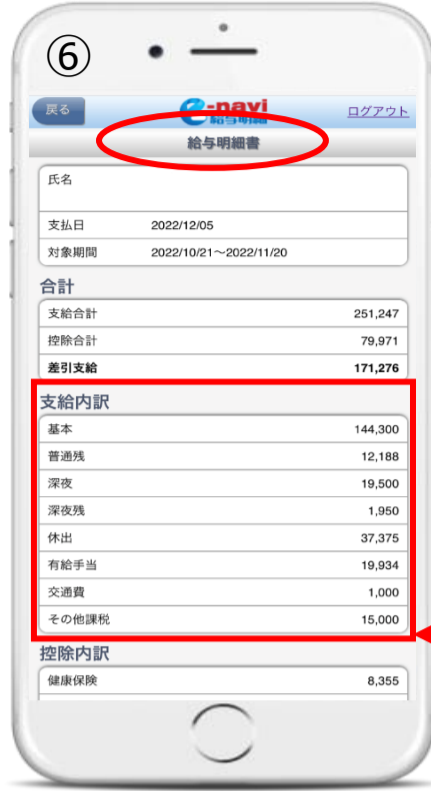 ⑥
戻る
e-navi
給与明細
ログアウト
給与明細書
氏名
支払日 2022/12/05
対象期間 2022/10/21～2022/11/20
合計
支給合計 251,247
控除合計 79,971
差引支給 171,276
支給内訳
基本 144,300
普通残 12,188
深夜 19,500
深夜残 1,950
休出 37,375
有給手当 19,934
交通費 1,000
その他課税 15,000
控除内訳
健康保険 8,355